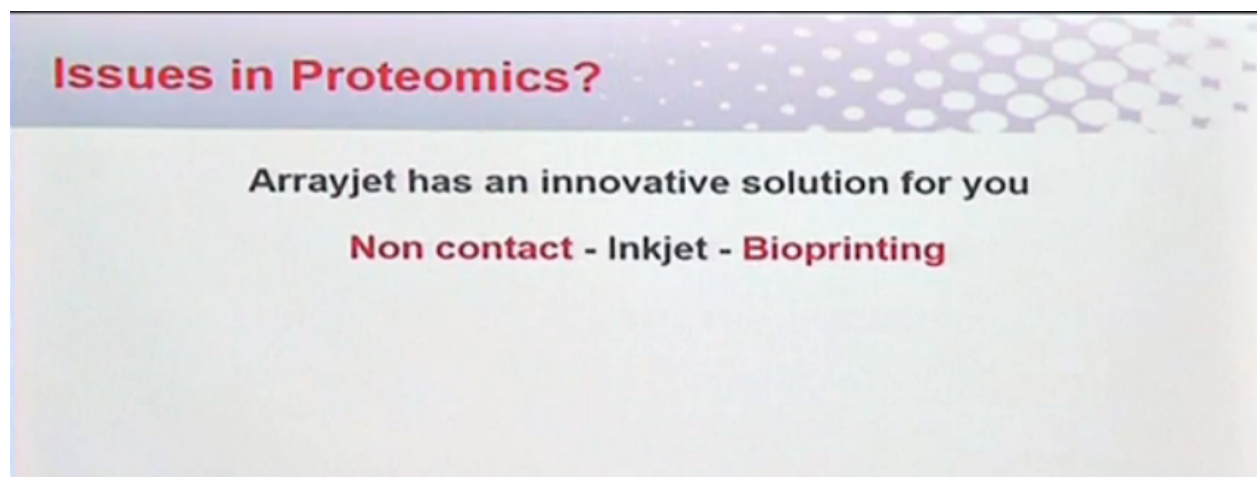 Issues in Proteomics?
Arrayjet has an innovative solution for you
Non contact - Inkjet - Bioprinting